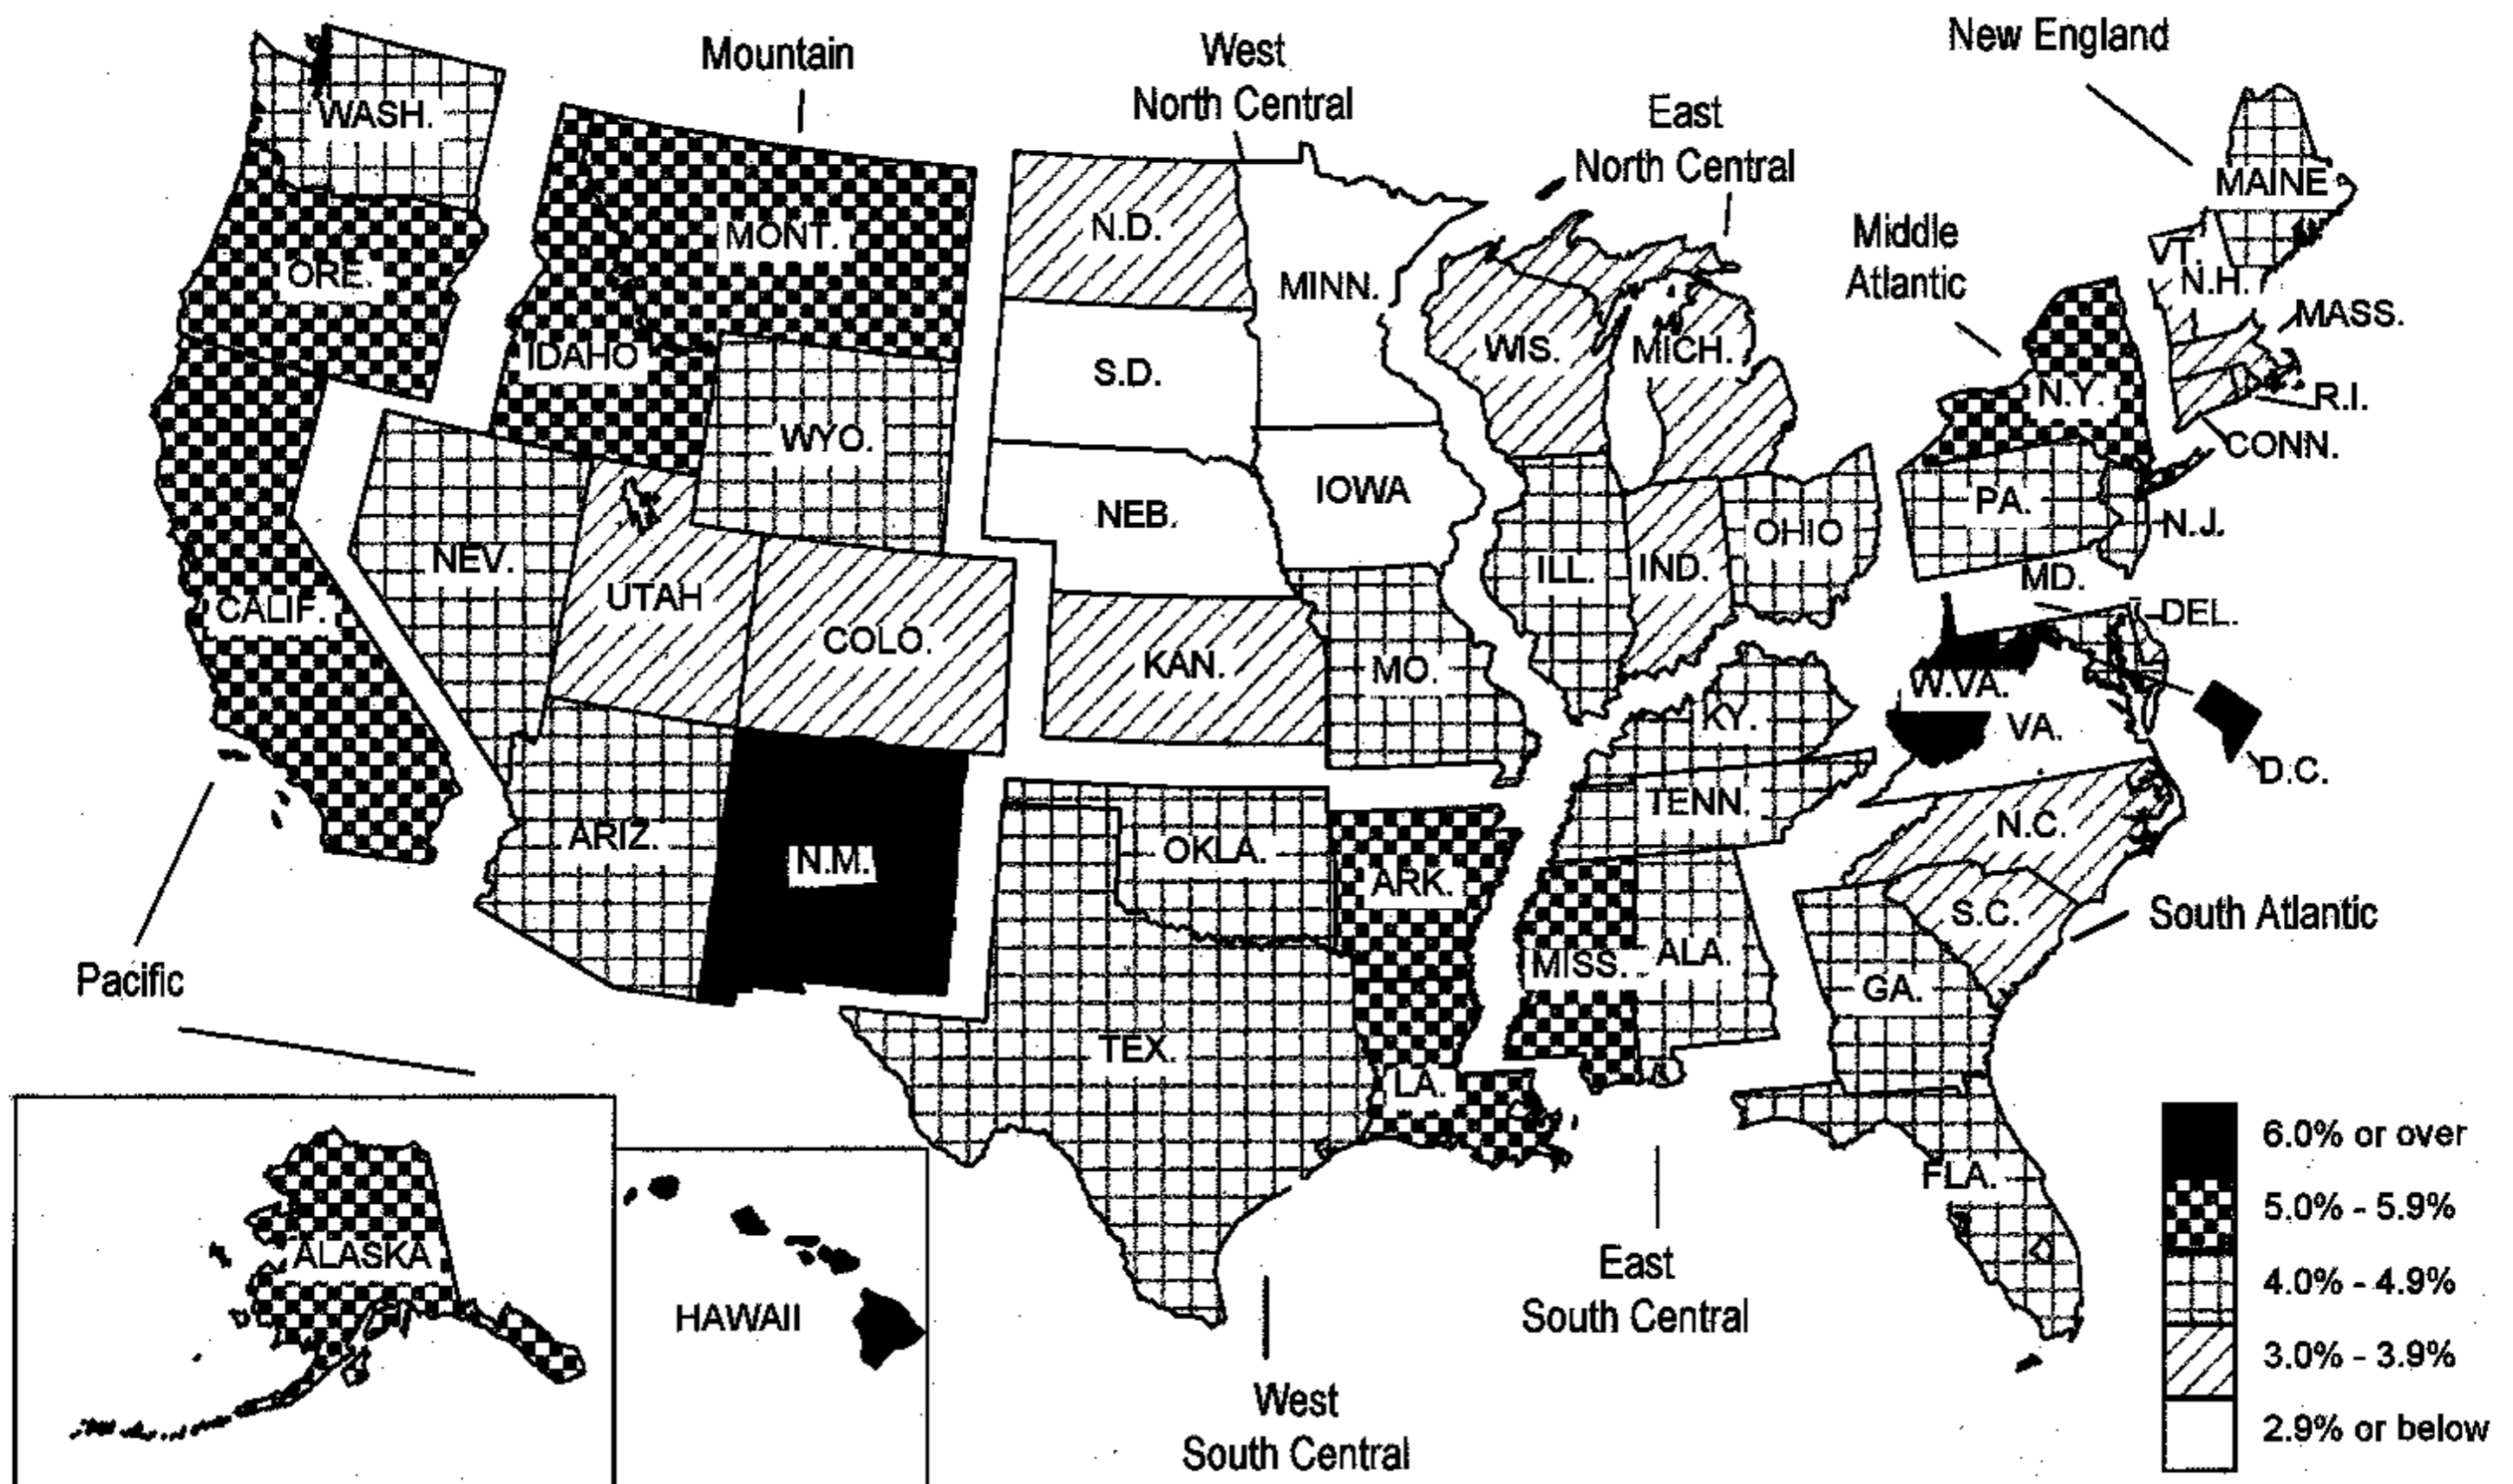 Mountain
West
North Central
East
North Central
New England
Middle
Atlantic
WASH.
MONT.
ORE.
IDAHO
WYO.
NEV.
UTAH
COLO.
CALIF.
ARIZ.
N.M.
N.D.
S.D.
NEB.
KAN.
MINN.
IOWA
MO.
WIS.
MICH.
ILL.
IND.
OHIO
KY.
TENN.
OKLA.
ARK.
TEX.
LA.
MISS.
ALA.
GA.
FLA.
S.C.
N.C.
VA.
W.VA.
D.C.
DEL.
MD.
N.J.
PA.
N.Y.
CONN.
R.I.
MASS.
N.H.
VT.
MAINE
Pacific
South Atlantic
East
South Central
West
South Central
ALASKA
HAWAII
6.0% or over
5.0% - 5.9%
4.0% - 4.9%
3.0% - 3.9%
2.9% or below